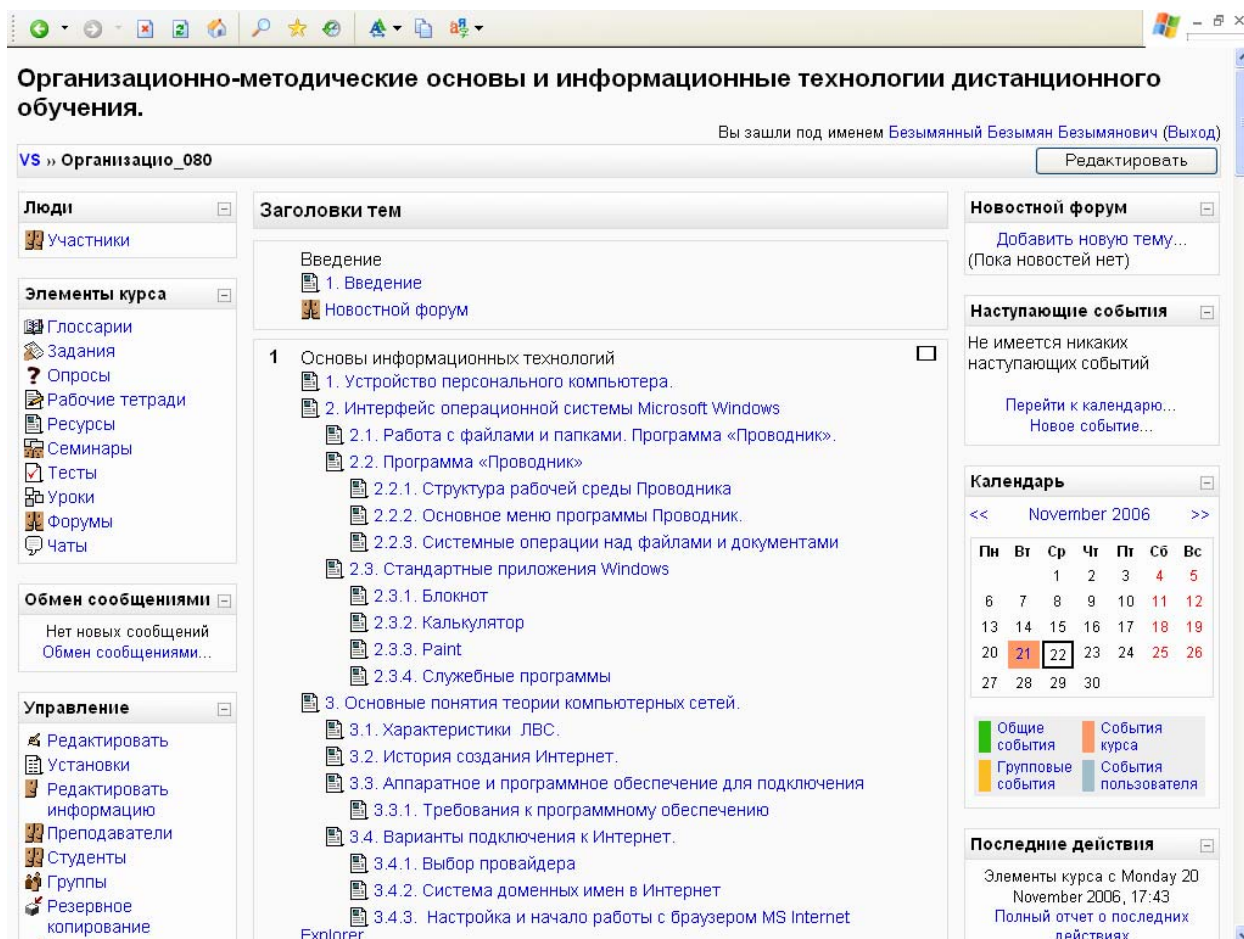 Организационно-методические основы и информационные технологии дистанционного
обучения.
Вы зашли под именем Безымянный Безымян Безымянович (Выход)
VS » Организацио_080
Редактировать
Люди
Участники
Элементы курса
Глоссарии
Задания
Опросы
Рабочие тетради
Ресурсы
Семинары
Тесты
Уроки
Форумы
Чаты
Обмен сообщениями
Нет новых сообщений
Обмен сообщениями...
Управление
Редактировать
Установки
Редактировать
информацию
Преподаватели
Студенты
Группы
Резервное
копирование
Заголовки тем
Введение
1. Введение
Новостной форум
1 Основы информационных технологий
1. Устройство персонального компьютера.
2. Интерфейс операционной системы Microsoft Windows
2.1. Работа с файлами и папками. Программа «Проводник».
2.2. Программа «Проводник»
2.2.1. Структура рабочей среды Проводника
2.2.2. Основное меню программы Проводник.
2.2.3. Системные операции над файлами и документами
2.3. Стандартные приложения Windows
2.3.1. Блокнот
2.3.2. Калькулятор
2.3.3. Paint
2.3.4. Служебные программы
3. Основные понятия теории компьютерных сетей.
3.1. Характеристики ЛВС.
3.2. История создания Интернет.
3.3. Аппаратное и программное обеспечение для подключения
3.3.1. Требования к программному обеспечению
3.4. Варианты подключения к Интернет.
3.4.1. Выбор провайдера
3.4.2. Система доменных имен в Интернет
3.4.3. Настройка и начало работы с браузером MS Internet
Explorer
Новостной форум
Добавить новую тему...
(Пока новостей нет)
Наступающие события
Не имеется никаких
наступающих событий
Перейти к календарю...
Новое событие...
Календарь
<< November 2006 >>
Пн Вт Ср Чт Пт Сб Вс
1 2 3 4 5
6 7 8 9 10 11 12
13 14 15 16 17 18 19
20 21 22 23 24 25 26
27 28 29 30
Общие события
События курса
Групповые события
События пользователя
Последние действия
Элементы курса с Monday 20
November 2006, 17:43
Полный отчет о последних
действиях